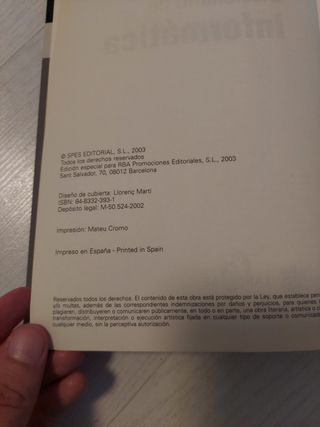 Informática
© SPES EDITORIAL, S.L., 2003
Todos los derechos reservados
Edición especial para RBA Promociones Editoriales, S.L., 2003
Sant Salvador, 70, 08012 Barcelona
Diseño de cubierta: Llorenç Martí
ISBN: 84-8332-393-1
Depósito legal: M-50.524-2002
Impresión: Mateu Cromo
Impreso en España - Printed in Spain
Reservados todos los derechos. El contenido de esta obra está protegido por la Ley, que establece pen
y/o multas, además de las correspondientes indemnizaciones por daños y perjuicios, para quienes
plagiaren, distribuyeren o comunicaren públicamente, en todo o en parte, una obra literaria, artística o c
transformación, interpretación o ejecución artística fijada en cualquier tipo de soporte o comunicad
cualquier medio, sin la perceptiva autorización.